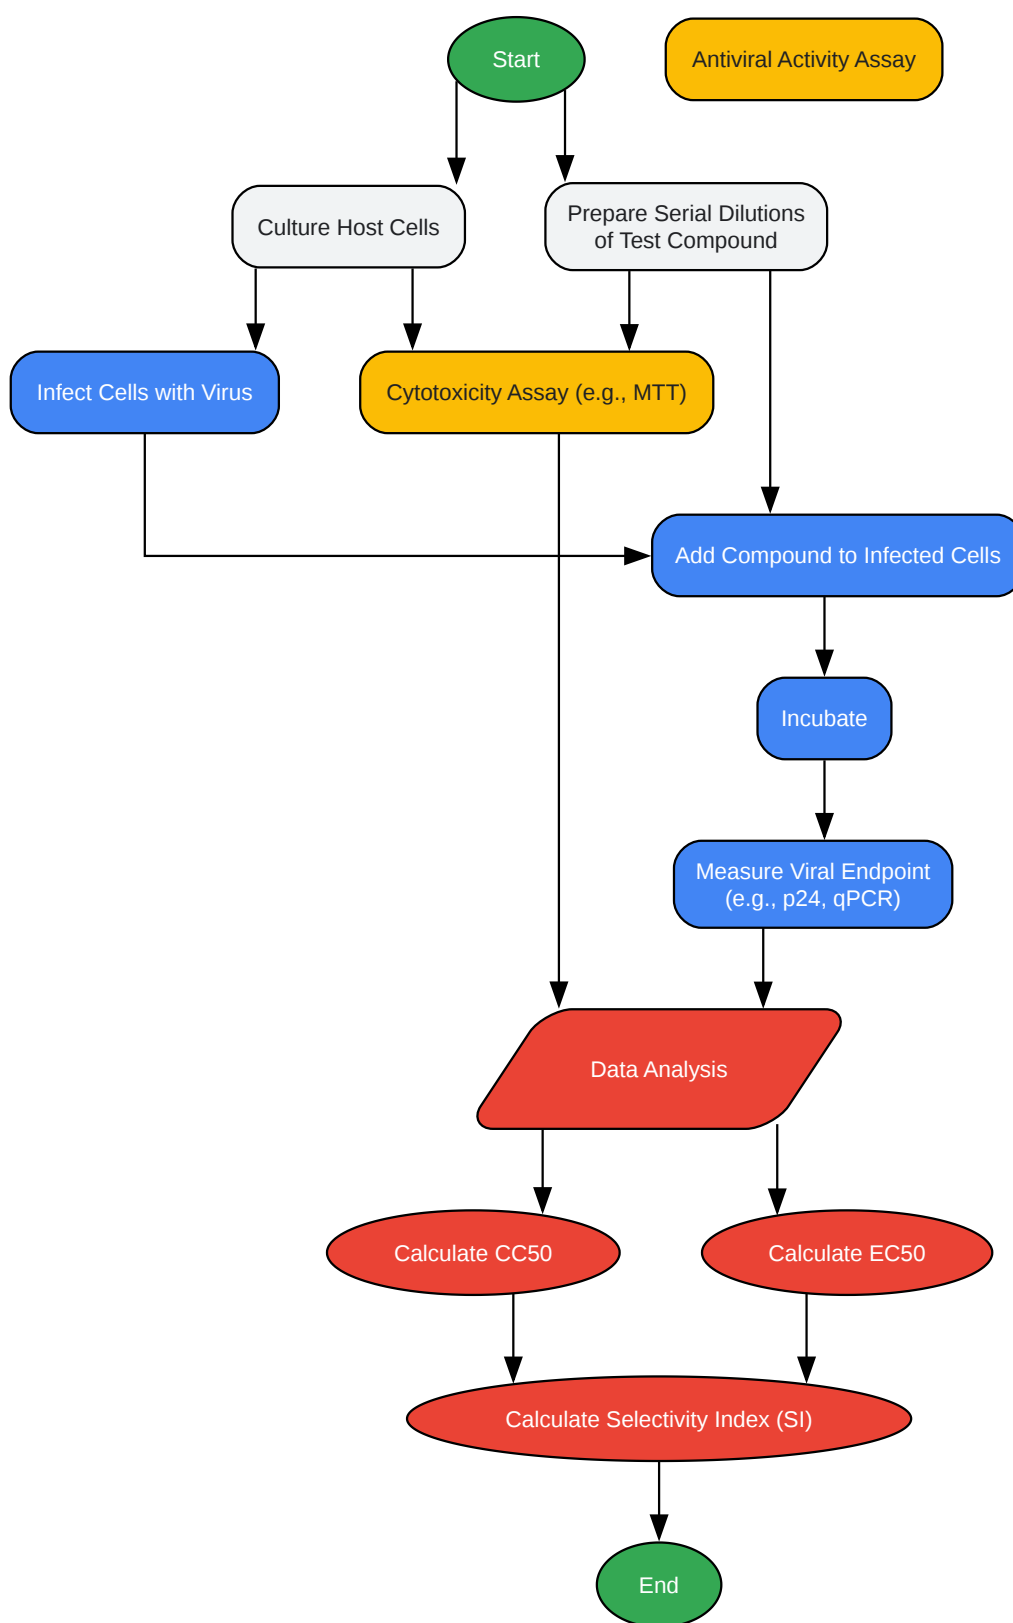 Start
Antiviral Activity Assay
Culture Host Cells
Prepare Serial Dilutions
of Test Compound
Infect Cells with Virus
Cytotoxicity Assay (e.g., MTT)
Add Compound to Infected Cells
Incubate
Measure Viral Endpoint
(e.g., p24, qPCR)
Data Analysis
Calculate CC50
Calculate EC50
Calculate Selectivity Index (SI)
End